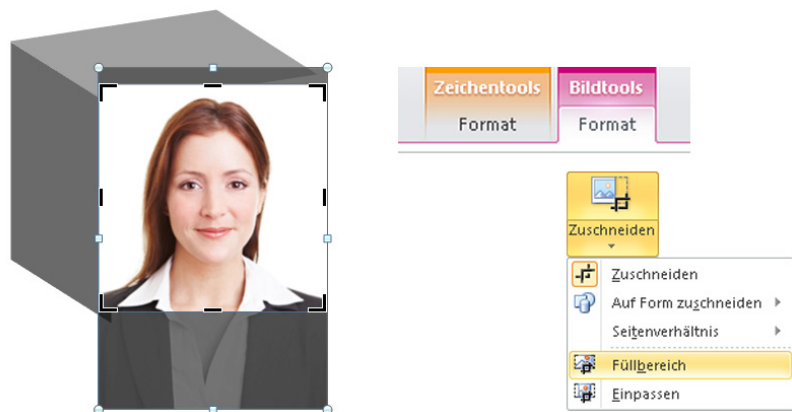 Zeichentools
Bildtools
Format
Format
Zuschneiden
Zuschneiden
Auf Form zuschneiden
Seitenverhältnis
Füllbereich
Einpassen